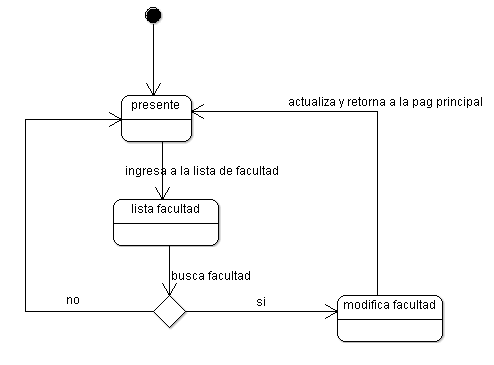 actualiza y retorna a la pag principal
presente
ingresa a la lista de facultad
lista facultad
busca facultad
no
si
modifica facultad